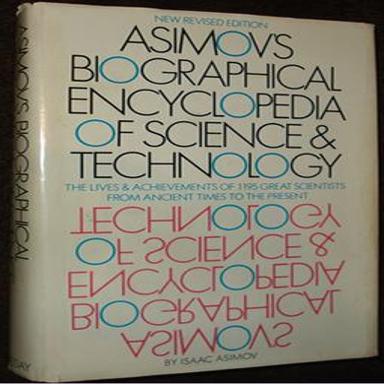 NEW REVISED EDITION
ASIMOV'S
BIOGRAPHICAL
ENCYCLOPEDIA
OF SCIENCE &
TECHNOLOGY
THE LIVES & ACHIEVEMENTS OF 1195 GREAT SCIENTISTS
FROM ANCIENT TIMES TO THE PRESENT
TECHNOLOGY
OF SCIENCE &
ENCYCLOPEDIA
BIOGRAPHICAL
ASIMOV'S
BY ISAAC ASIMOV
ASIMOV'S BIOGRAPHICAL